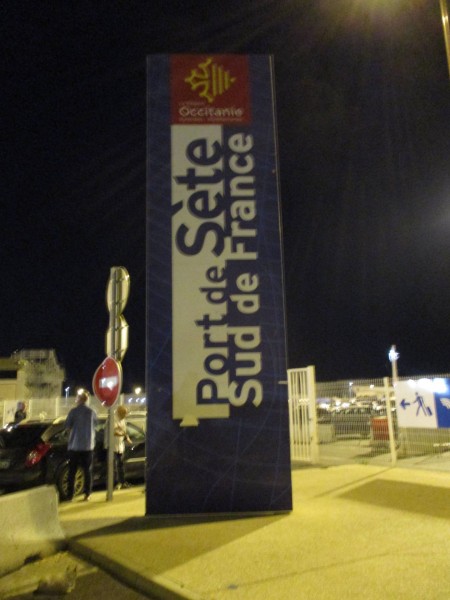 Occitanie
Port de Sète
Sud de France